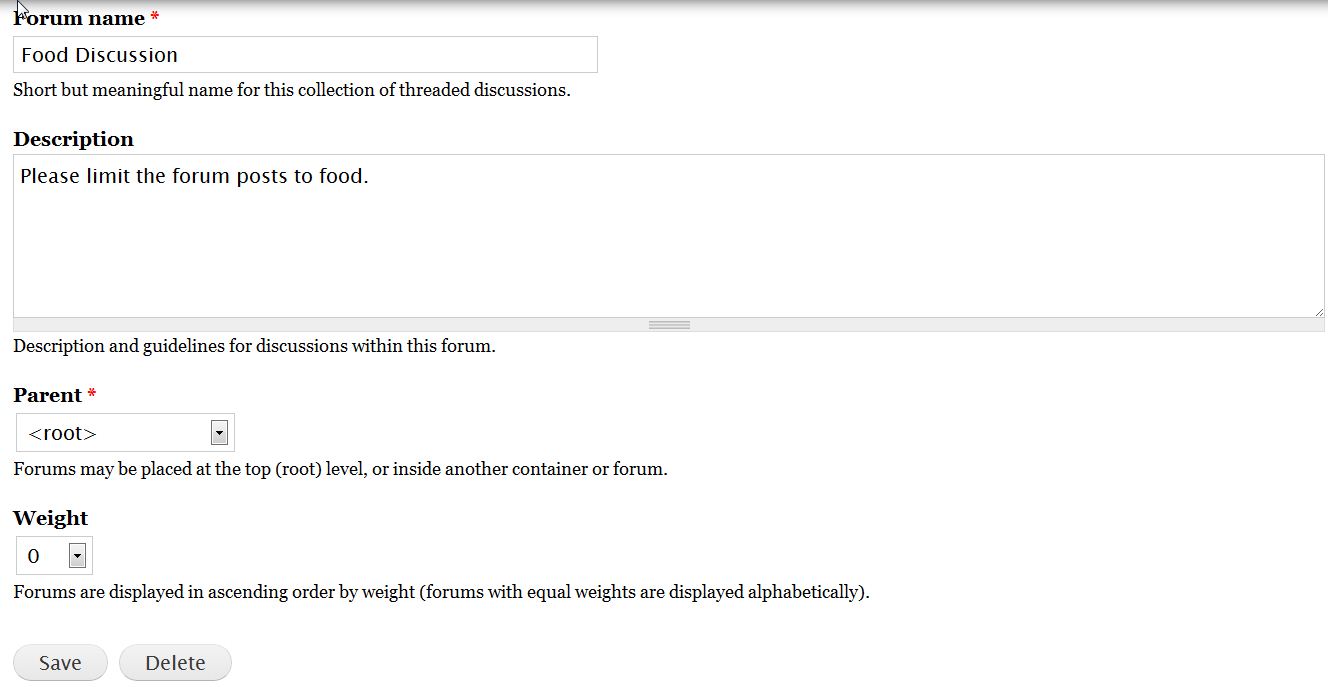 Forum name *
Food Discussion
Short but meaningful name for this collection of threaded discussions.
Description
Please limit the forum posts to food.
Description and guidelines for discussions within this forum.
Parent *
<root>
Forums may be placed at the top (root) level, or inside another container or forum.
Weight
0
Forums are displayed in ascending order by weight (forums with equal weights are displayed alphabetically).
Save Delete